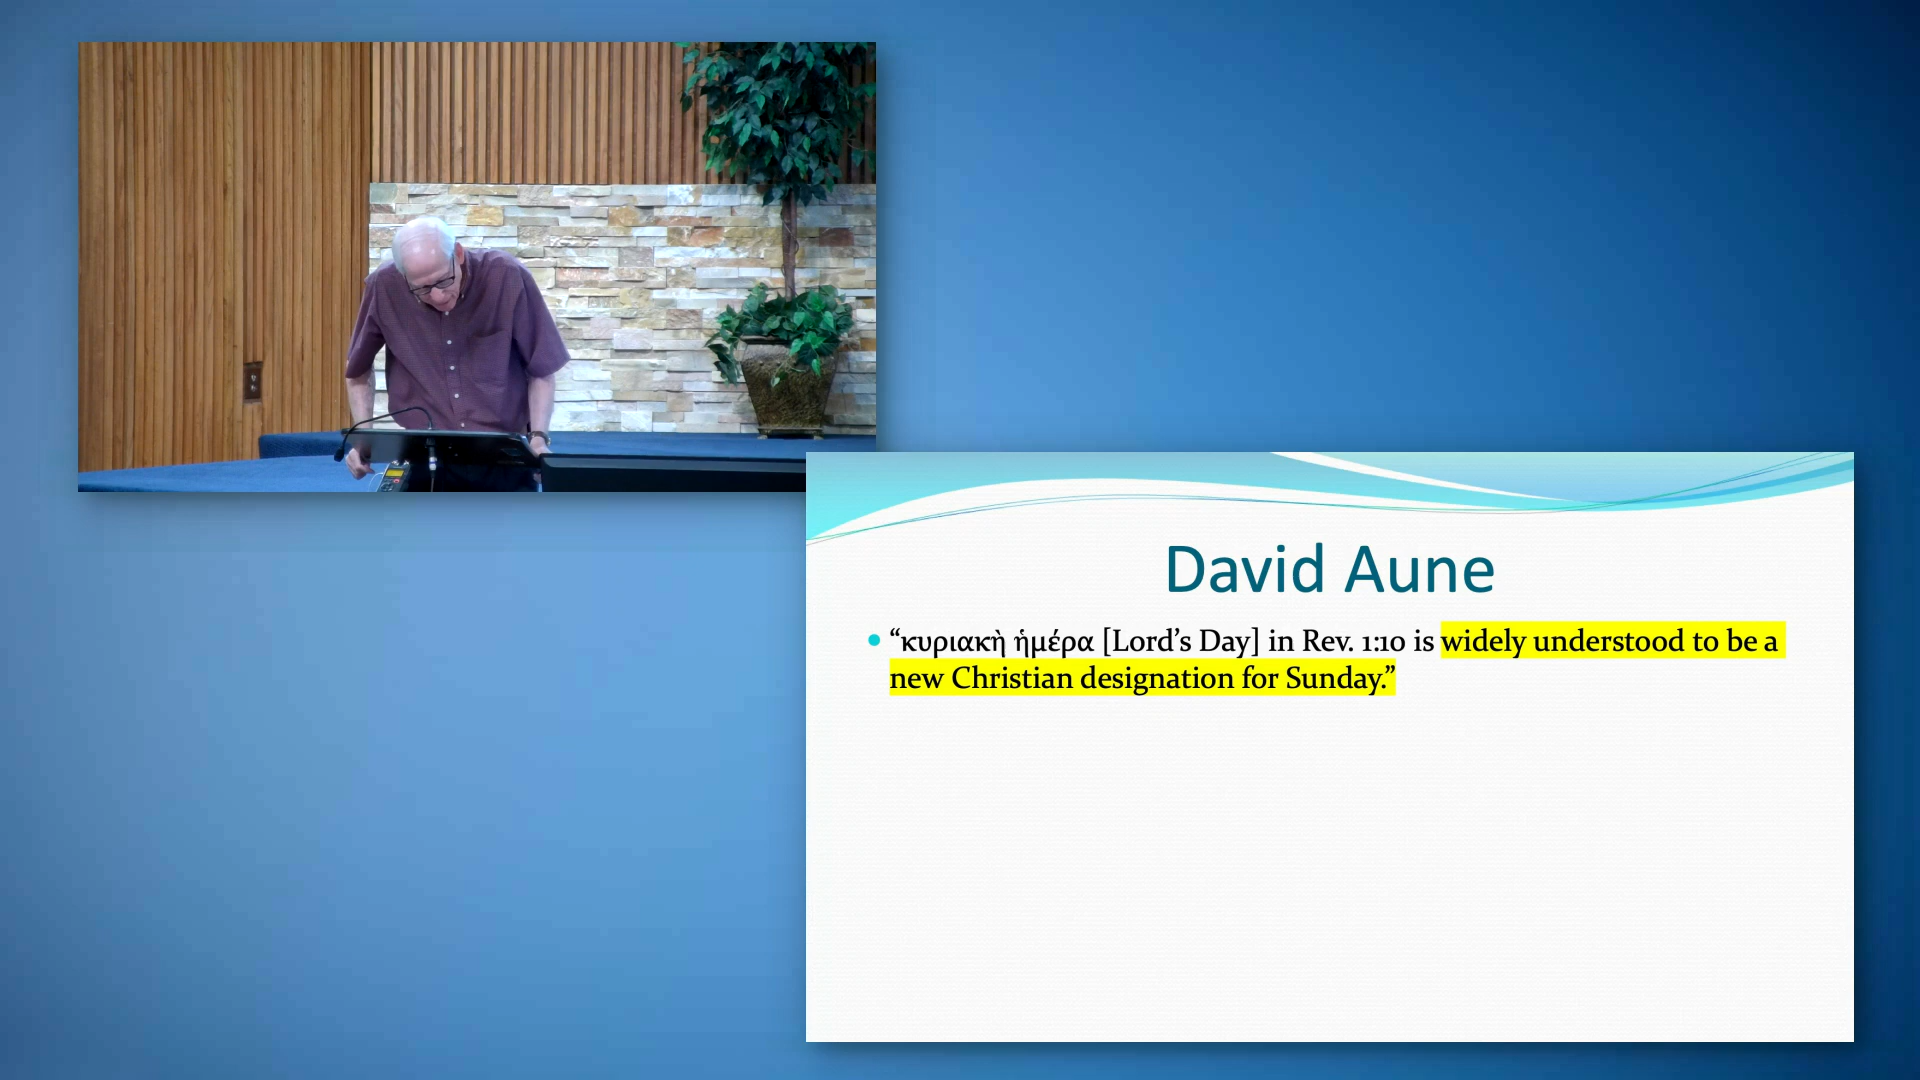 David Aune
“κυριακὴ ἡμέρα [Lord’s Day] in Rev. 1:10 is widely understood to be a
new Christian designation for Sunday.”